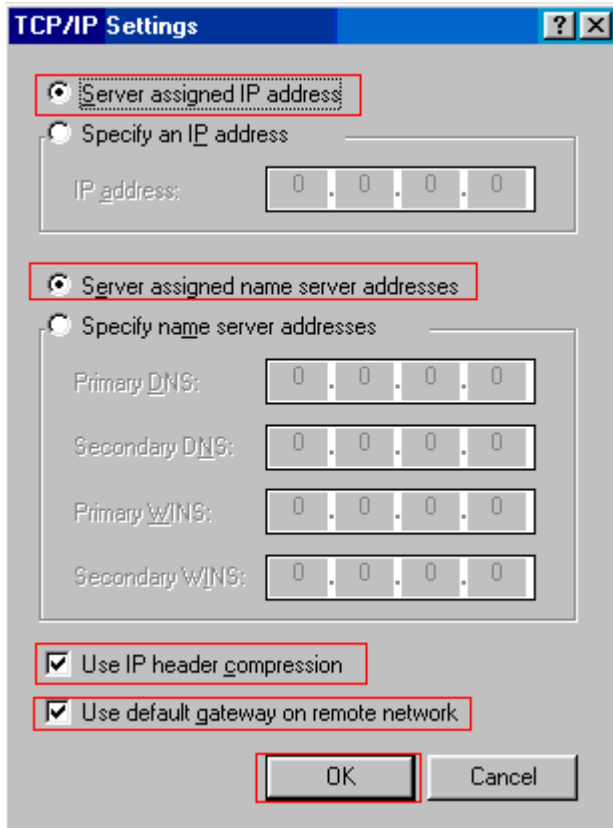 TCP/IP Settings
Server assigned IP address
Specify an IP address
IP address: 0 . 0 . 0 . 0
Server assigned name server addresses
Specify name server addresses
Primary DNS: 0 . 0 . 0 . 0
Secondary DNS: 0 . 0 . 0 . 0
Primary WINS: 0 . 0 . 0 . 0
Secondary WINS: 0 . 0 . 0 . 0
Use IP header compression
Use default gateway on remote network
OK Cancel